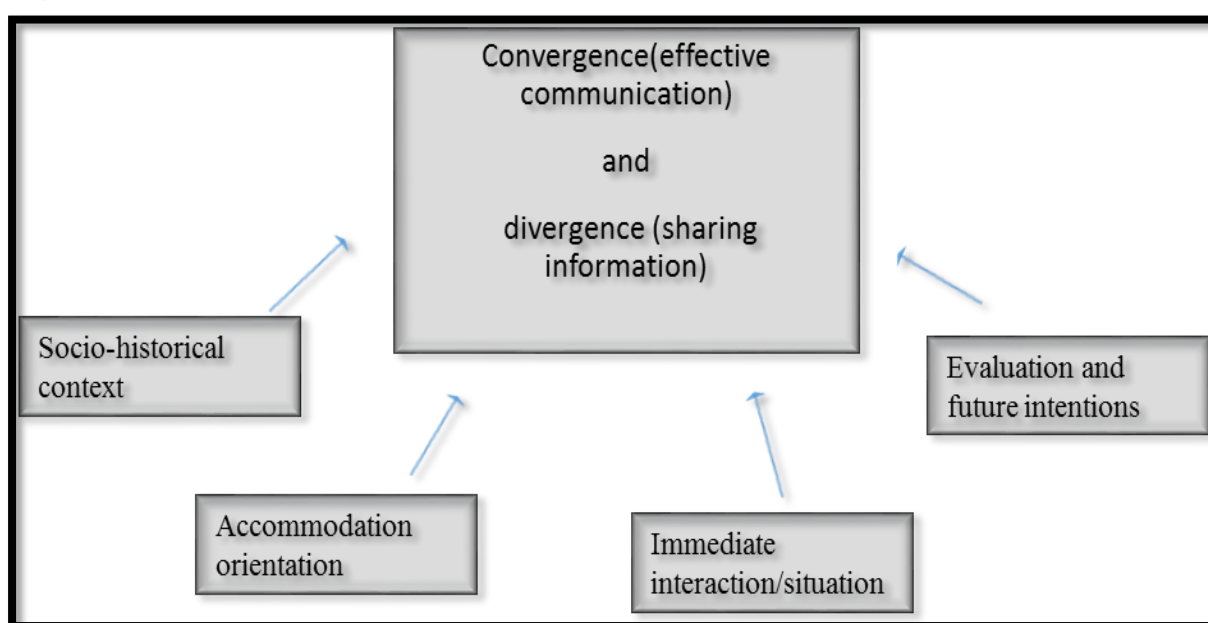 Convergence(effective
communication)
and
divergence (sharing
information)
Socio-historical
context
Evaluation and
future intentions
Accommodation
orientation
Immediate
interaction/situation